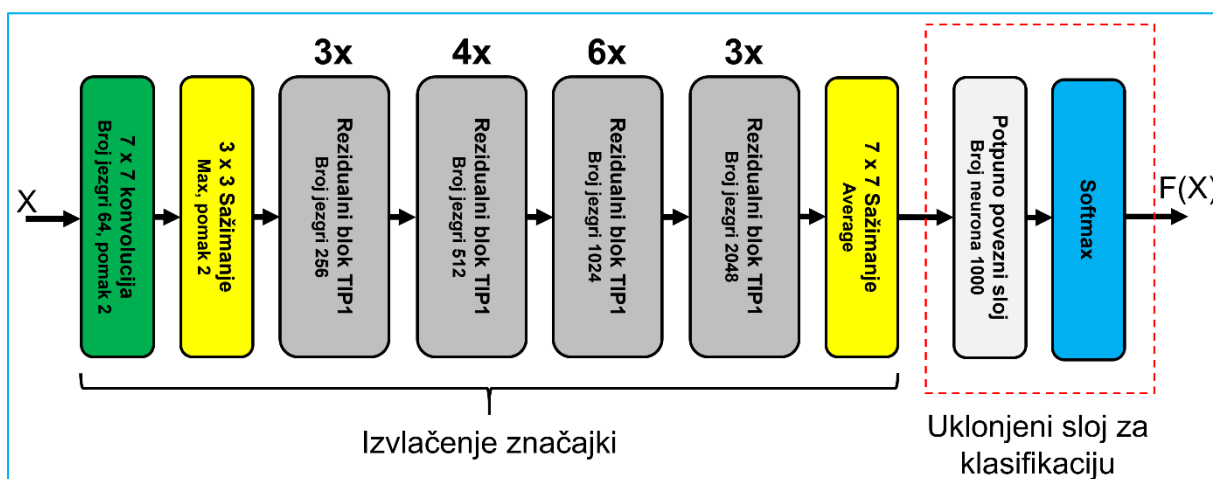 3x
4x
6x
3x
X
7 x 7 konvolucija
Broj jezgri 64, pomak 2
3 x 3 Sažimanje
Max, pomak 2
Rezidualni blok TIP1
Broj jezgri 256
Rezidualni blok TIP1
Broj jezgri 512
Rezidualni blok TIP1
Broj jezgri 1024
Rezidualni blok TIP1
Broj jezgri 2048
7 x 7 Sažimanje
Average
Potpuno povezni sloj
Broj neurona 1000
Softmax
F(X)
Izvlačenje značajki
Uklonjeni sloj za
klasifikaciju